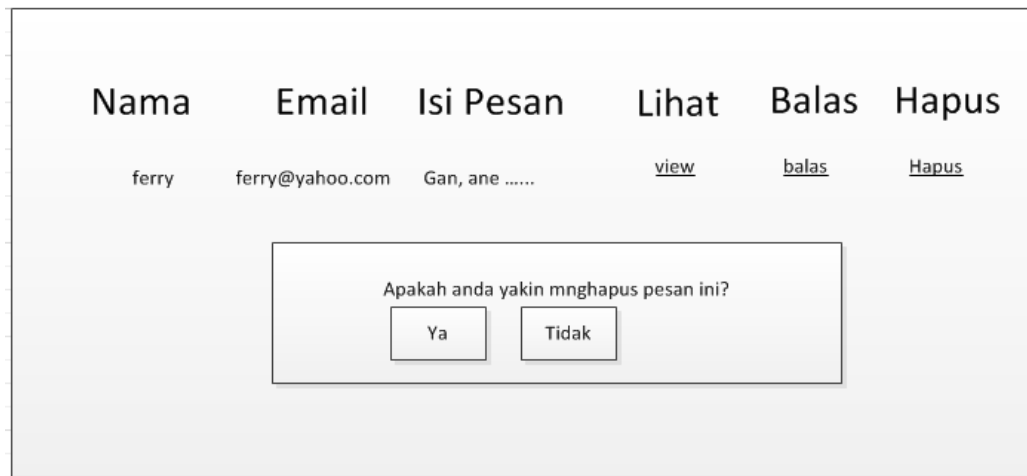 Nama Email Isi Pesan Lihat Balas Hapus
ferry ferry@yahoo.com Gan, ane ...... view balas Hapus
Apakah anda yakin mnghapus pesan ini?
Ya Tidak